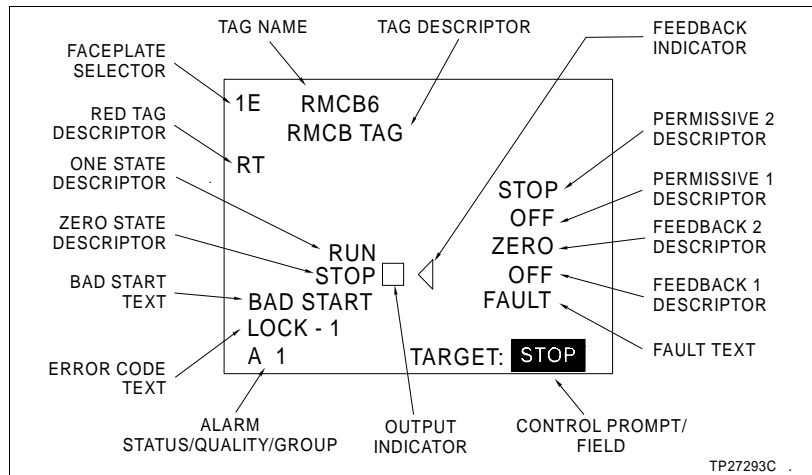 TAG NAME
TAG DESCRIPTOR
FEEDBACK
INDICATOR
FACEPLATE
SELECTOR
RED TAG
DESCRIPTOR
ONE STATE
DESCRIPTOR
ZERO STATE
DESCRIPTOR
BAD START
TEXT
ERROR CODE
TEXT
1E
RMCB6
RMCB TAG
RT
RUN
STOP
BAD START
LOCK - 1
A 1
STOP
OFF
ZERO
OFF
FAULT
TARGET: STOP
PERMISSIVE 2
DESCRIPTOR
PERMISSIVE 1
DESCRIPTOR
FEEDBACK 2
DESCRIPTOR
FEEDBACK 1
DESCRIPTOR
FAULT TEXT
ALARM
STATUS/QUALITY/GROUP
OUTPUT
INDICATOR
CONTROL PROMPT/
FIELD
TP27293C .